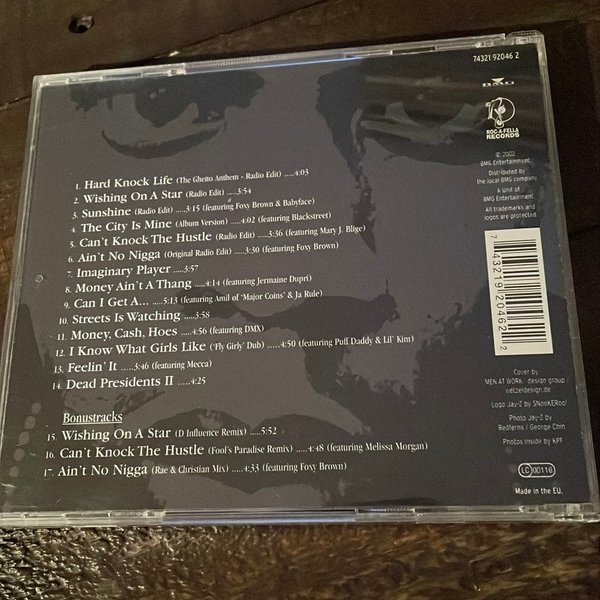 74321 92046 2
BMG
ROC-A-FELLA
RECORDS
© 2002
BMG Entertainment.
Distributed by
the local BMG company
A Unit of
BMG Entertainment.
All trademarks and
logos are protected.
1. Hard Knock Life (The Ghetto Anthem - Radio Edit) .....4:03
2. Wishing On A Star (Radio Edit) .....3:54
3. Sunshine (Radio Edit) .....3:15 (featuring Foxy Brown & Babyface)
4. The City Is Mine (Album Version) .....4:02 (featuring Blackstreet)
5. Can't Knock The Hustle (Radio Edit) .....3:36 (featuring Mary J. Blige)
6. Ain't No Nigga (Original Radio Edit) .....3:30 (featuring Foxy Brown)
7. Imaginary Player .....3:57
8. Money Ain't A Thang .....4:14 (featuring Jermaine Dupri)
9. Can I Get A... .....5:13 (featuring Amil of 'Major Coins' & Ja Rule)
10. Streets Is Watching .....3:58
11. Money, Cash, Hoes .....4:56 (featuring DMX)
12. I Know What Girls Like ('Fly Girly' Dub) .....4:50 (featuring Puff Daddy & Lil' Kim)
13. Feelin' It .....3:46 (featuring Mecca)
14. Dead Presidents II .....4:25
Bonustracks
15. Wishing On A Star (D Influence Remix) .....5:52
16. Can't Knock The Hustle (Fool's Paradise Remix) .....4:48 (featuring Melissa Morgan)
17. Ain't No Nigga (Rae & Christian Mix) .....4:33 (featuring Foxy Brown)
7 43219 20462 2
Cover by
MEN AT WORK . design group
wetzeldesign.de
Logo Jay-Z by SNooKERoo!
Photo Jay-Z by
Redferns / George Chin
Photos inside by KPF
LC 00116
Made in the EU.